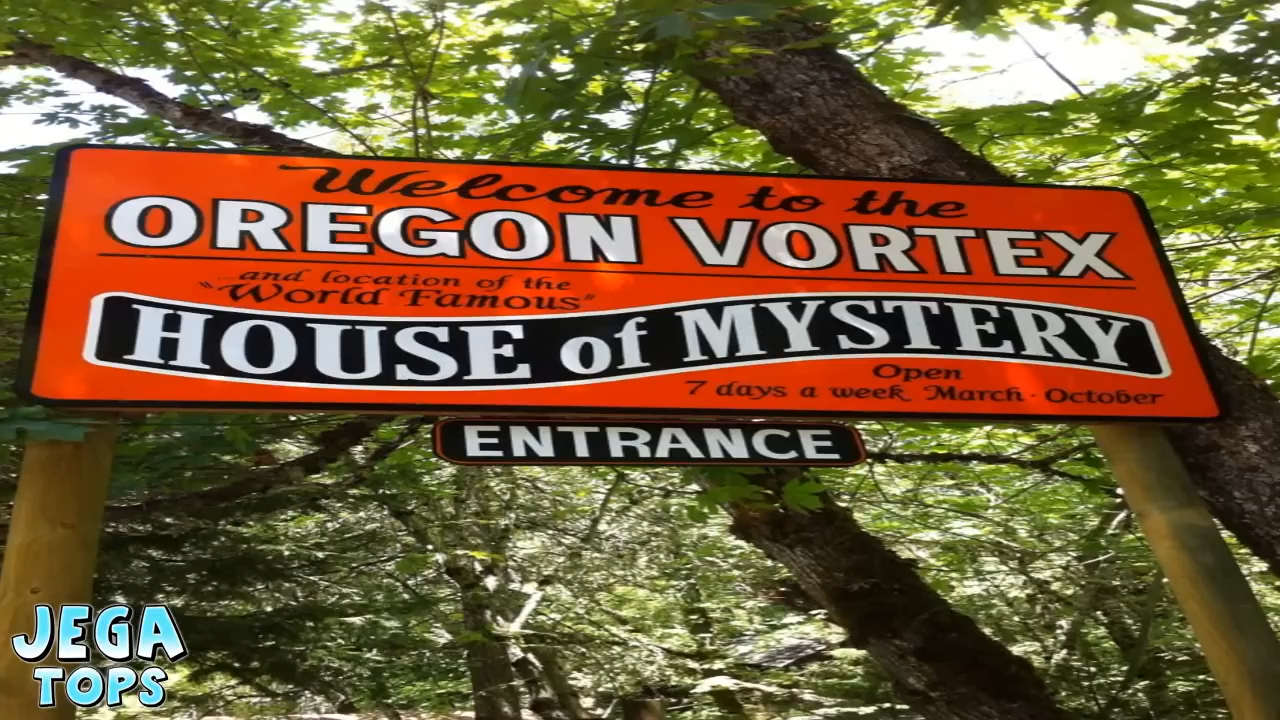 Welcome to the
OREGON VORTEX
and location of the
"World Famous"
HOUSE of MYSTERY
Open
7 days a week March - October
ENTRANCE
JEGA
TOPS